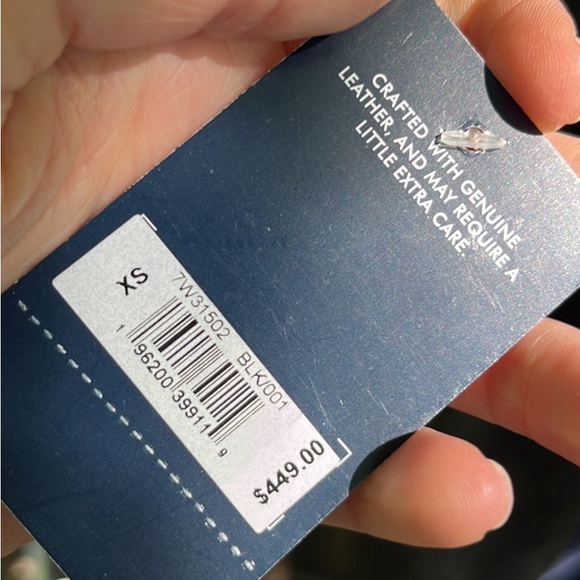 CRAFTED WITH GENUINE
LEATHER, AND MAY REQUIRE A
LITTLE EXTRA CARE.
XS
7W31502 BLK/001
1 96200 39911 9
$449.00